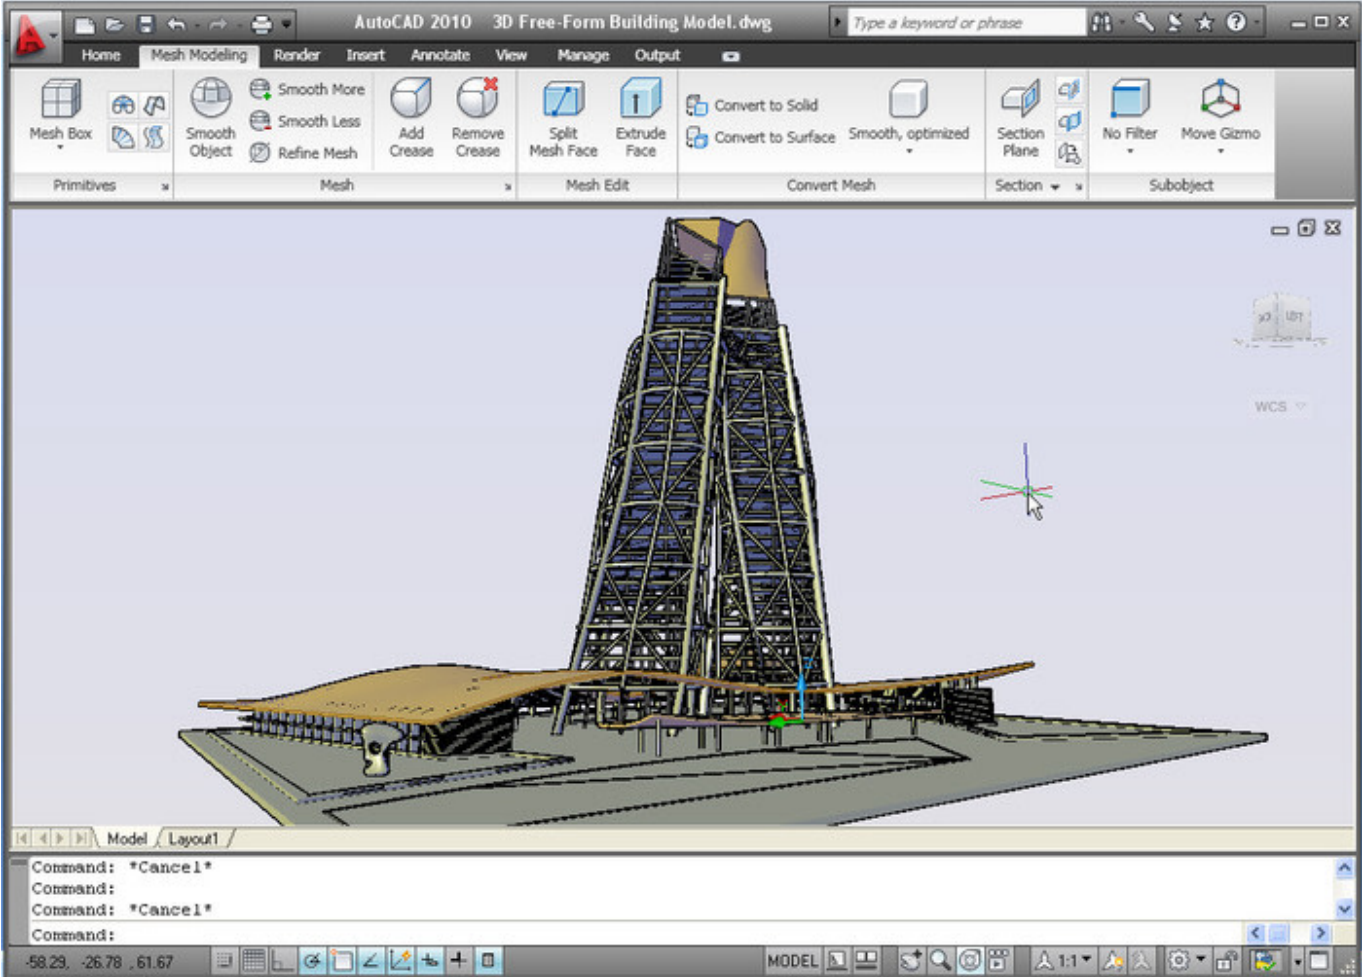 AutoCAD 2010 3D Free-Form Building Model.dwg
Type a keyword or phrase
Home Mesh Modeling Render Insert Annotate View Manage Output
Mesh Box
Smooth Object
Smooth More
Smooth Less
Refine Mesh
Add Crease
Remove Crease
Split Mesh Face
Extrude Face
Convert to Solid
Convert to Surface
Smooth, optimized
Section Plane
No Filter
Move Gizmo
Primitives Mesh Mesh Edit Convert Mesh Section Subobject
WCS
Model Layout1
Command: *Cancel*
Command:
Command: *Cancel*
Command:
-58.29, -26.78 , 61.67 MODEL 1:1